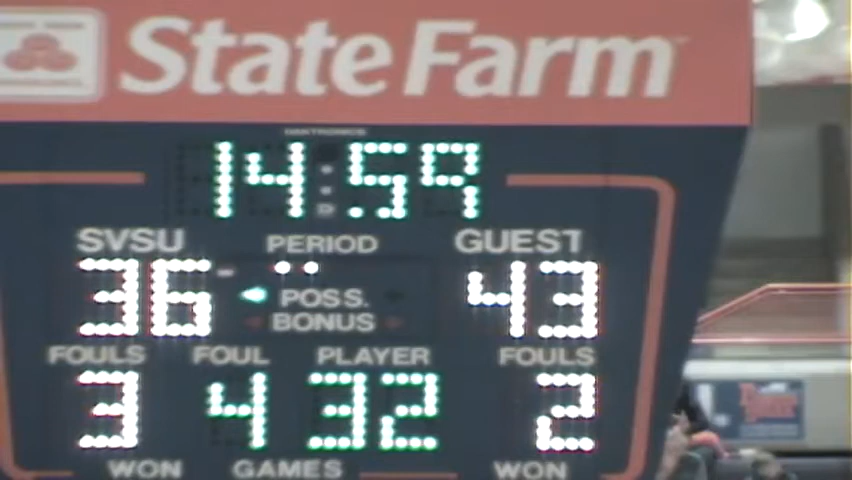 State Farm
DAKTRONICS
14:59
SVSU PERIOD GUEST
36 POSS. 43
BONUS
FOULS FOUL PLAYER FOULS
3 4 32 2
WON GAMES WON